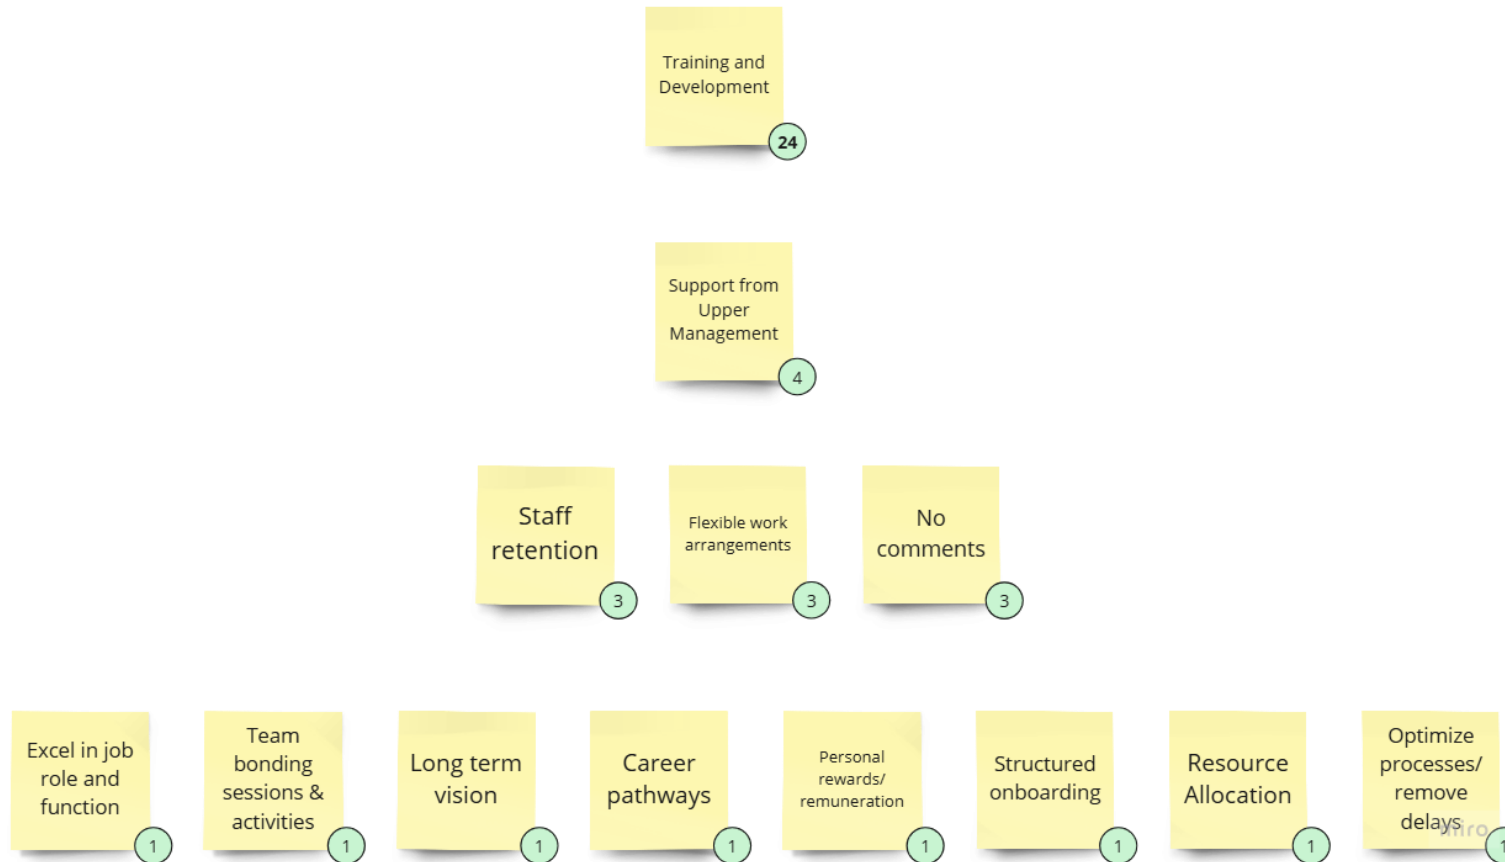 Training and
Development
24
Support from
Upper
Management
4
Staff
retention
3
Flexible work
arrangements
3
No
comments
3
Excel in job
role and
function
1
Team
bonding
sessions &
activities
1
Long term
vision
1
Career
pathways
1
Personal
rewards/
remuneration
1
Structured
onboarding
1
Resource
Allocation
1
Optimize
processes/
remove
delays
1
miro